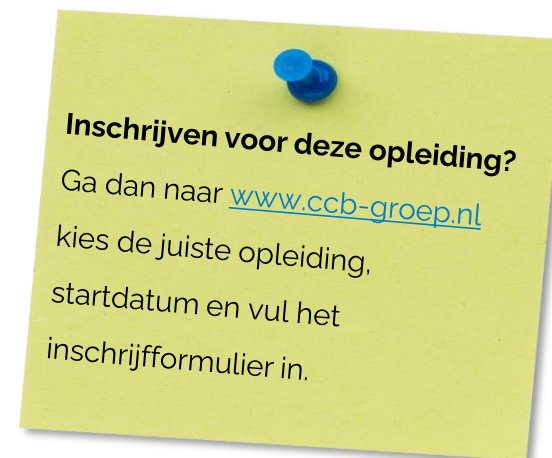 Inschrijven voor deze opleiding?
Ga dan naar www.ccb-groep.nl
kies de juiste opleiding,
startdatum en vul het
inschrijfformulier in.